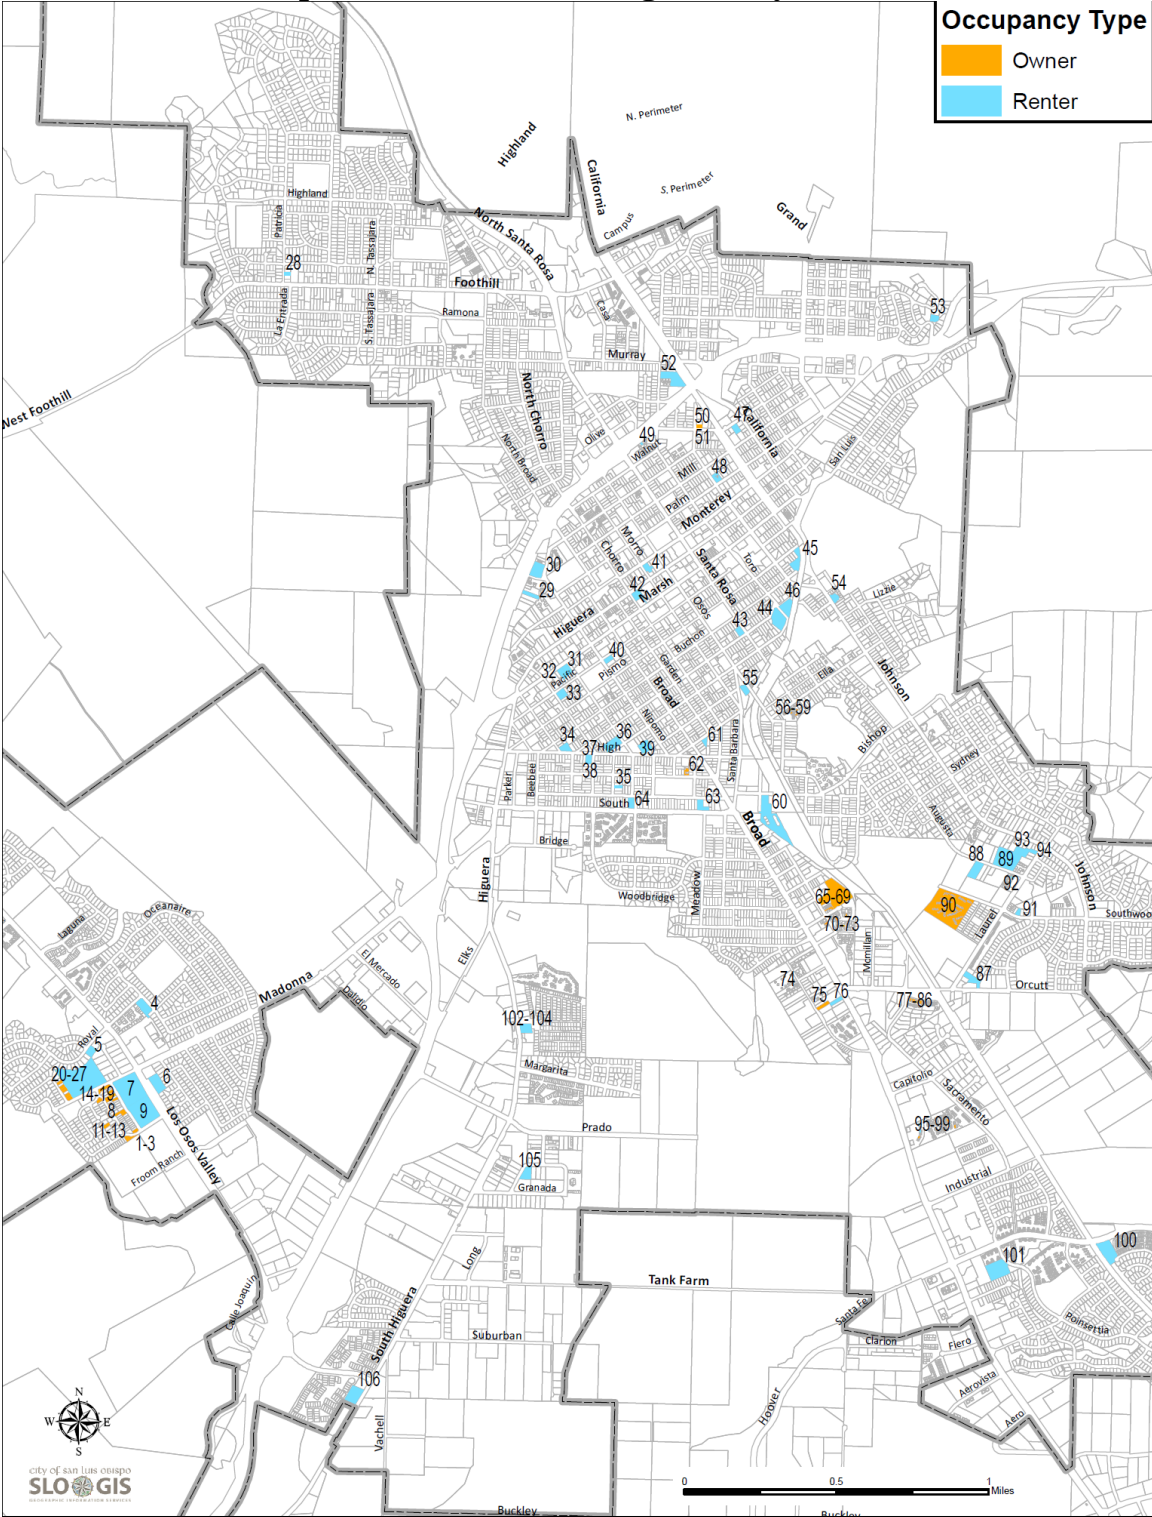 Occupancy Type
Owner
Renter
N. Perimeter
Highland
California
S. Perimeter
Grand
Campus
Highland
Patricia
N. Tassajara
North Santa Rosa
28
Foothill
La Entrada
S. Tassajara
Ramona
Casa
53
Murray
52
West Foothill
North Chorro
50
47
California
Olive
49
51
Walnut
North Broad
San Luis
Mill
48
Palm
Monterey
Morro
Chorro
45
30
41
Santa Rosa
Toro
29
42
Marsh
54
46
Lizzie
Higuera
Osos
44
43
Buchon
40
31
32
Pacific
Pismo
Garden
Ella
Johnson
33
Broad
55
56-59
Nipomo
34
36
61
37
High
39
Santa Barbara
Bishop
38
62
Sydney
Parker
Beebee
35
South
64
63
60
Augusta
Broad
Bridge
93
94
88
89
Higuera
92
Johnson
Woodbridge
Meadow
65-69
90
91
Laurel
Southwoo
70-73
Laguna
Oceanaire
Mcmillan
Elks
El Mercado
Madonna
Dalidio
74
87
Orcutt
75
76
77-86
4
102-104
Royal
5
20-27
6
Margarita
Capitolio
Sacramento
14-19
7
8
9
11-13
1-3
Los Osos Valley
Prado
95-99
Froom Ranch
105
Granada
Industrial
100
101
Long
Tank Farm
Calle Joaquin
Santa Fe
South Higuera
Suburban
Clarion
Fiero
Poinsettia
106
Aerovista
Hoover
Aero
Vachell
N
W
E
S
city of san luis obispo
SLO GIS
GEOGRAPHIC INFORMATION SERVICES
0
0.5
1
Miles
Buckley
Buckley